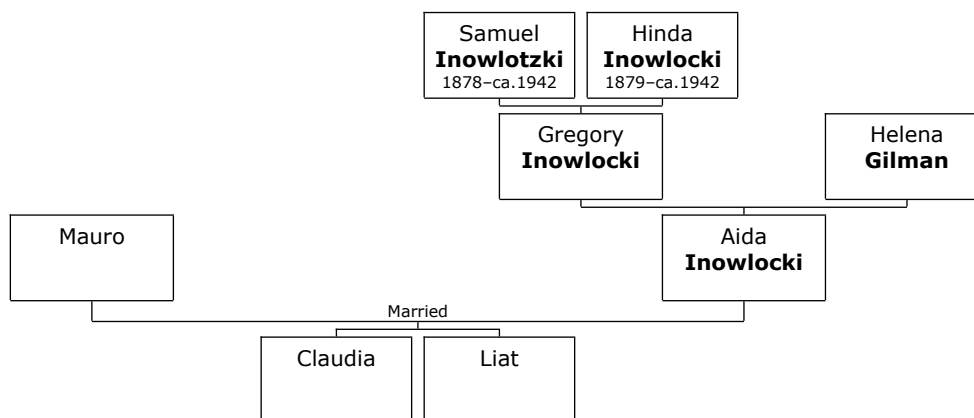 Samuel
Inowlotzki
1878–ca.1942
Hinda
Inowlocki
1879–ca.1942
Gregory
Inowlocki
Helena
Gilman
Mauro
Aida
Inowlocki
Married
Claudia
Liat